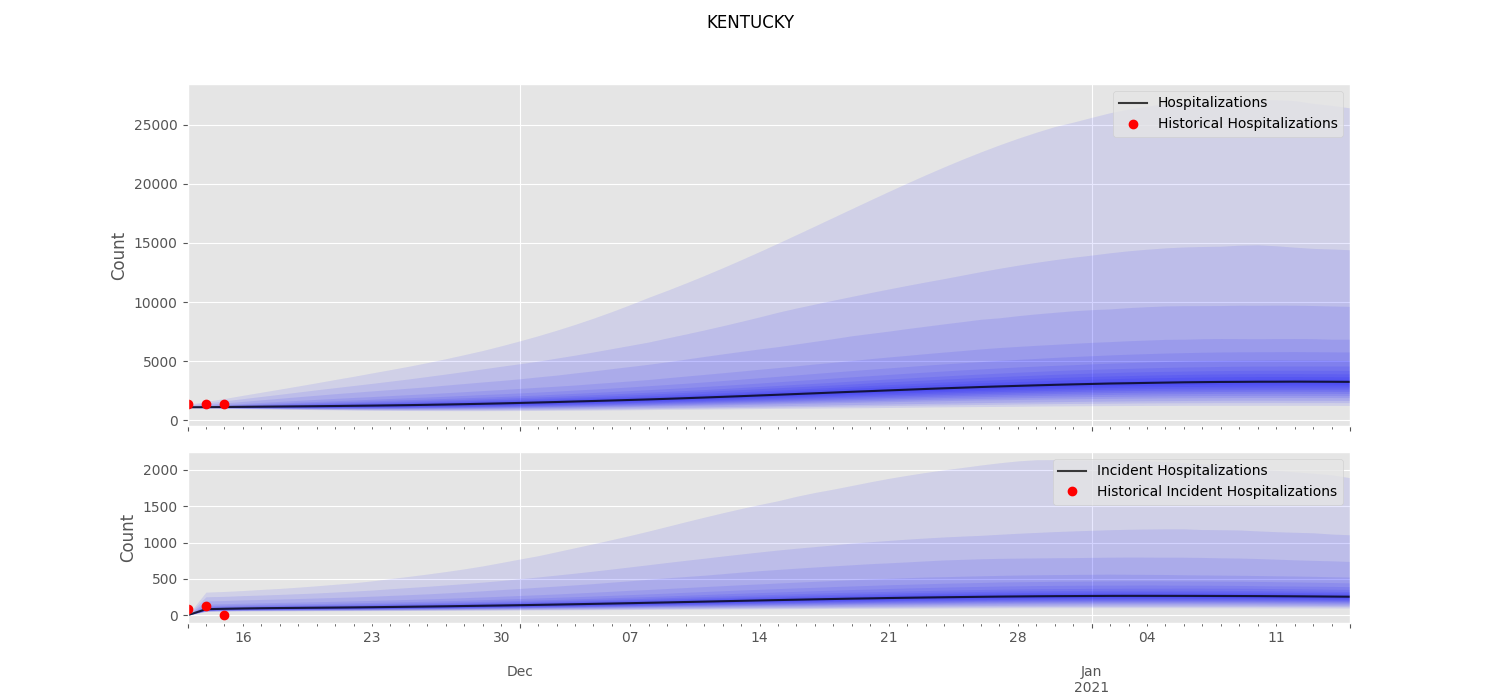 KENTUCKY
Hospitalizations
Historical Hospitalizations
25000
20000
15000
10000
5000
0
Count
Incident Hospitalizations
Historical Incident Hospitalizations
2000
1500
1000
500
0
Count
16 23 30 07 14 21 28 04 11
Dec Jan
2021